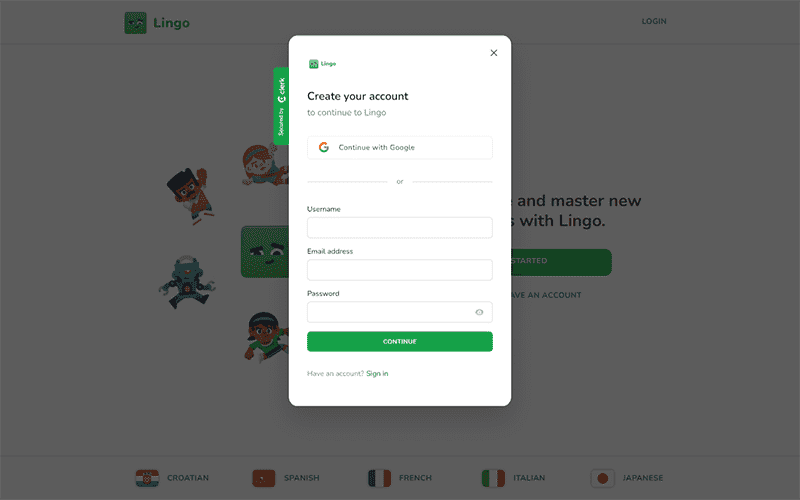 Lingo
LOGIN
Lingo
Secured by clerk
Create your account
to continue to Lingo
Continue with Google
or
and master new
with Lingo.
Username
STARTED
Email address
AN ACCOUNT
Password
CONTINUE
Have an account? Sign in
CROATIAN
SPANISH
FRENCH
ITALIAN
JAPANESE